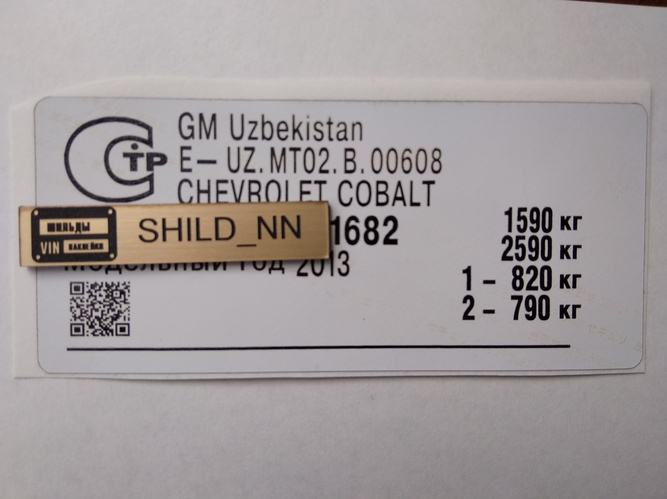 GM Uzbekistan
СТР
E– UZ.MT02.B.00608
CHEVROLET COBALT
ШИЛЬДЫ
VIN НАКЛЕЙКИ
SHILD_NN
1682
1590 кг
2590 кг
Модельный год 2013
1 – 820 кг
2 – 790 кг